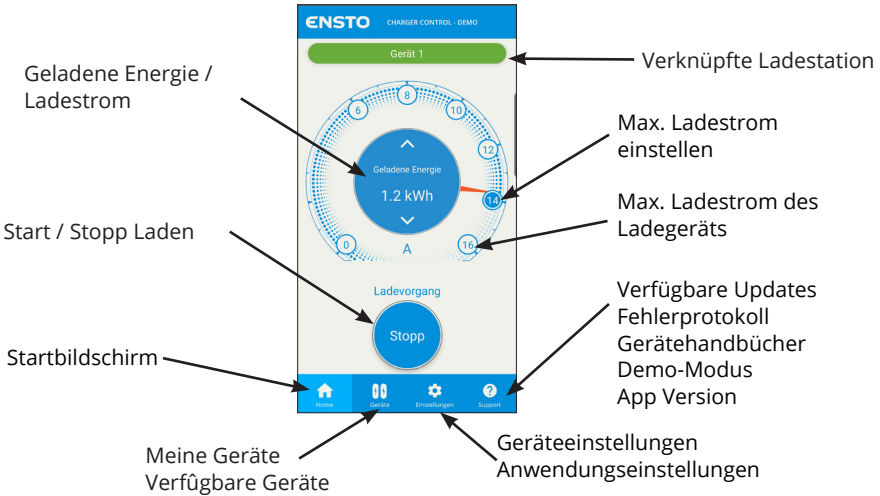 ENSTO CHARGER CONTROL - DEMO
Gerät 1
Verknüpfte Ladestation
Geladene Energie /
Ladestrom
0
6
8
10
12
14
16
A
Geladene Energie
1.2 kWh
Max. Ladestrom
einstellen
Max. Ladestrom des
Ladegeräts
Start / Stopp Laden
Ladevorgang
Stopp
Verfügbare Updates
Fehlerprotokoll
Gerätehandbücher
Demo-Modus
App Version
Startbildschirm
Home
Geräte
Einstellungen
Support
Meine Geräte
Verfûgbare Geräte
Geräteeinstellungen
Anwendungseinstellungen